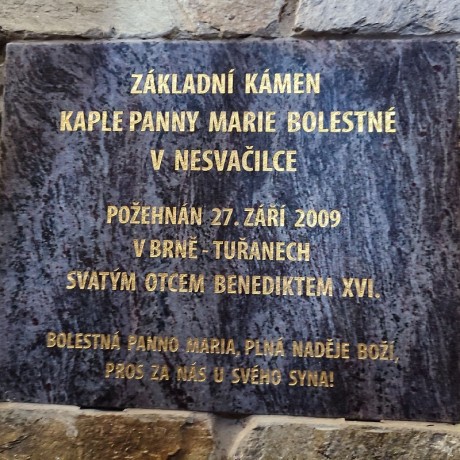 ZÁKLADNÍ KÁMEN
KAPLE PANNY MARIE BOLESTNÉ
V NESVAČILCE
POŽEHNÁN 27. ZÁŘÍ 2009
V BRNĚ - TUŘANECH
SVATÝM OTCEM BENEDIKTEM XVI.
BOLESTNÁ PANNO MARIA, PLNÁ NADĚJE BOŽÍ,
PROS ZA NÁS U SVÉHO SYNA!